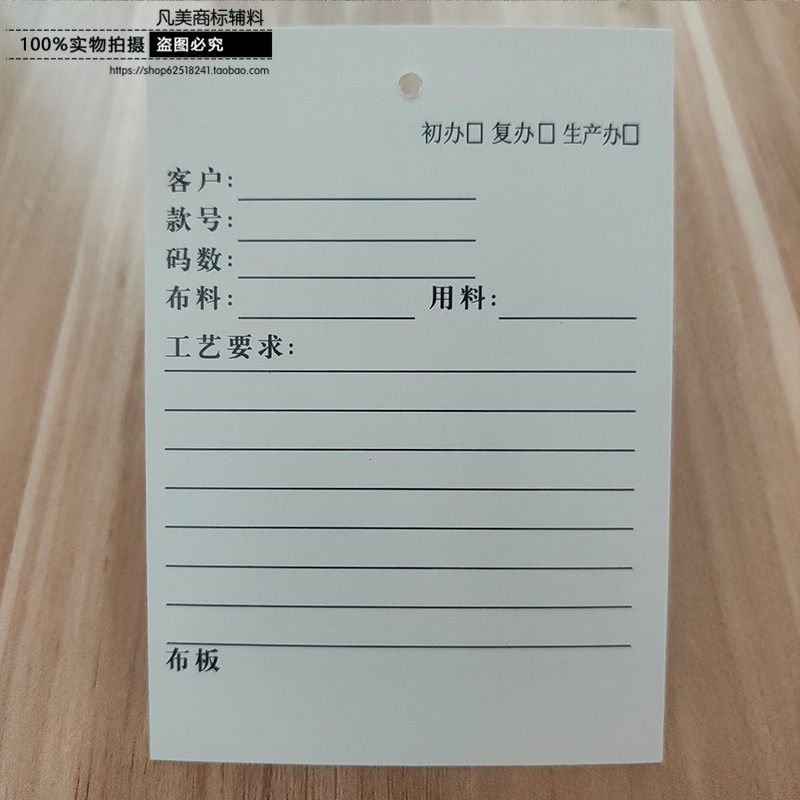 凡美商标辅料
100%实物拍摄 盗图必究
https://shop62518241.taobao.com
初办□ 复办□ 生产办□
客户:
款号:
码数:
布料: 用料:
工艺要求:
布板